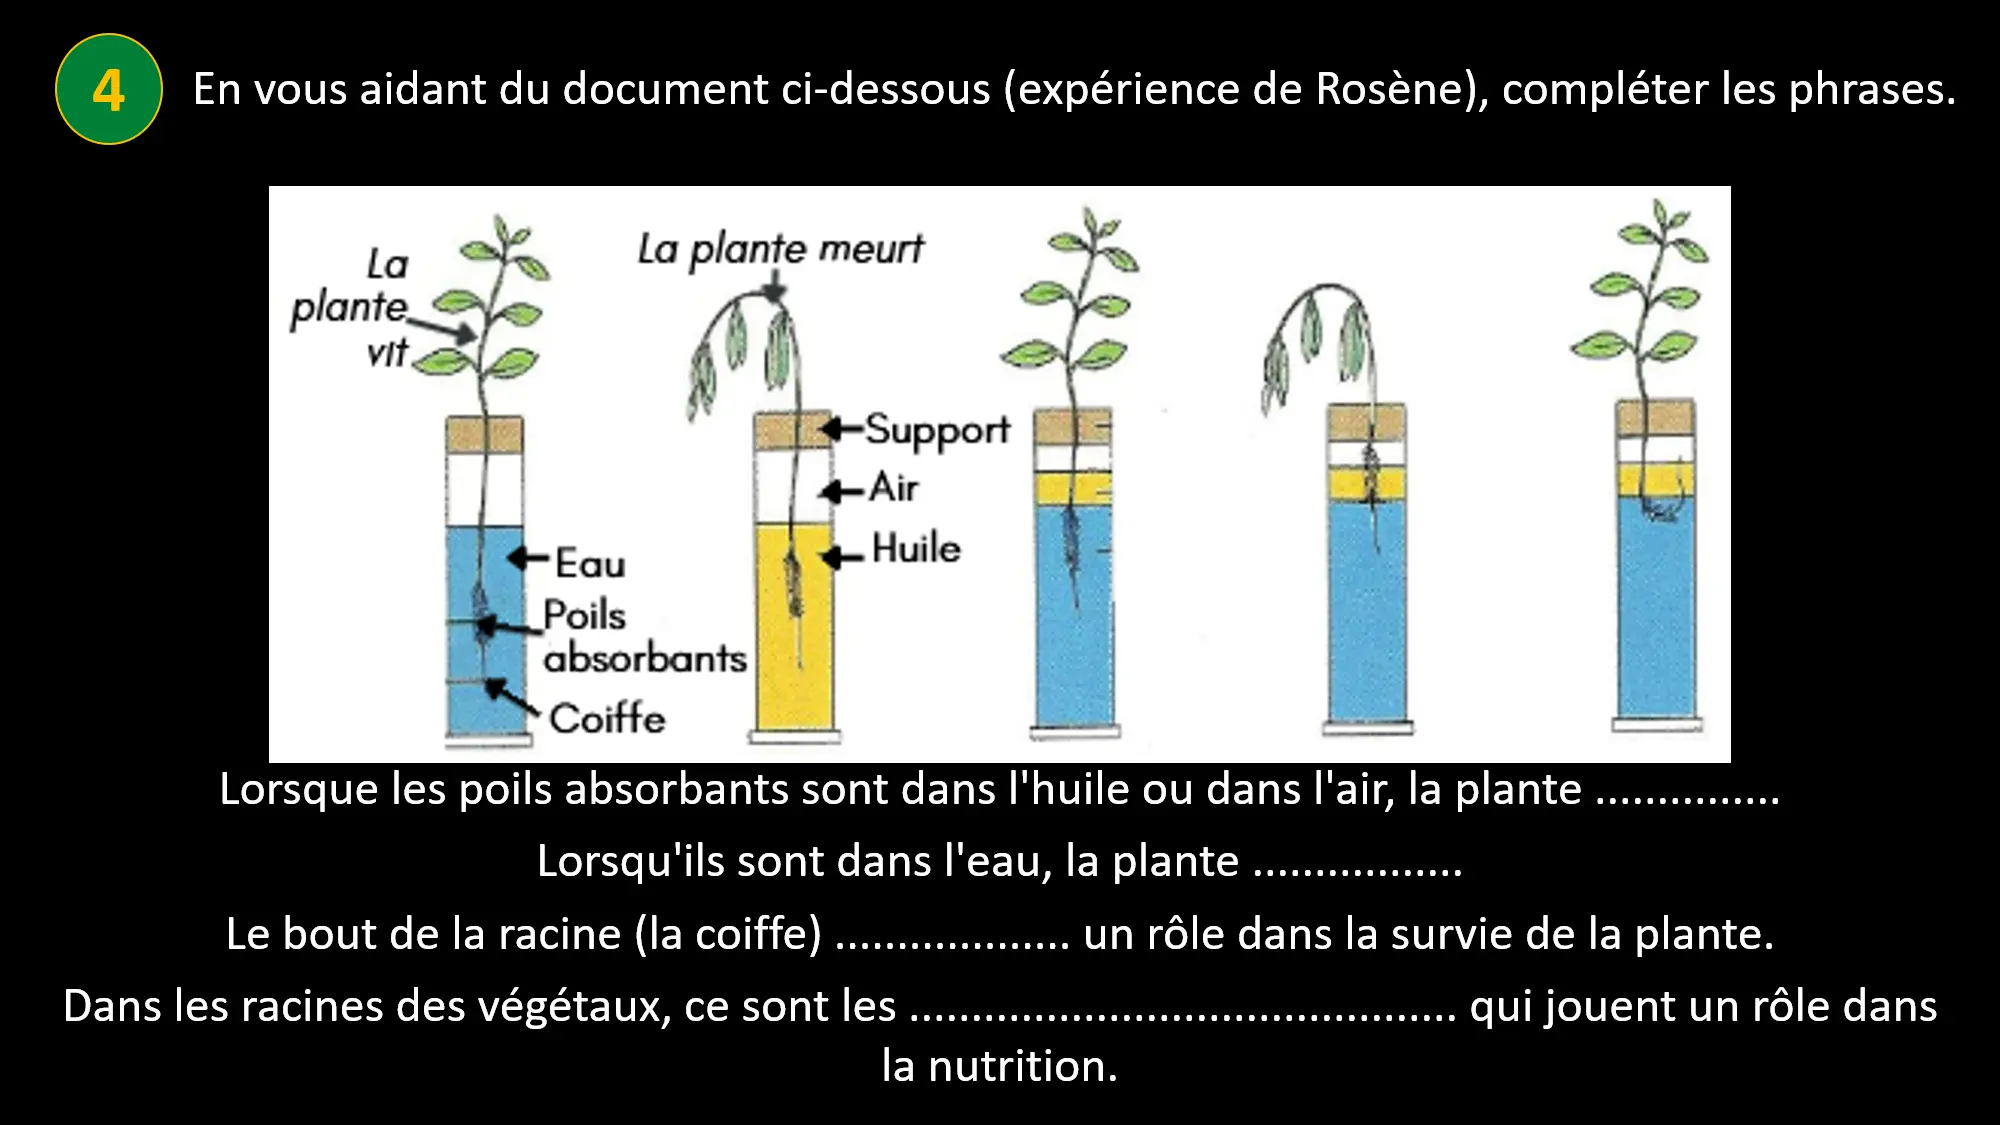 4
En vous aidant du document ci-dessous (expérience de Rosène), compléter les phrases.
La
plante
vit
La plante meurt
Support
Air
Huile
Eau
Poils
absorbants
Coiffe
Lorsque les poils absorbants sont dans l'huile ou dans l'air, la plante ...............
Lorsqu'ils sont dans l'eau, la plante .................
Le bout de la racine (la coiffe) ................... un rôle dans la survie de la plante.
Dans les racines des végétaux, ce sont les ............................................ qui jouent un rôle dans
la nutrition.